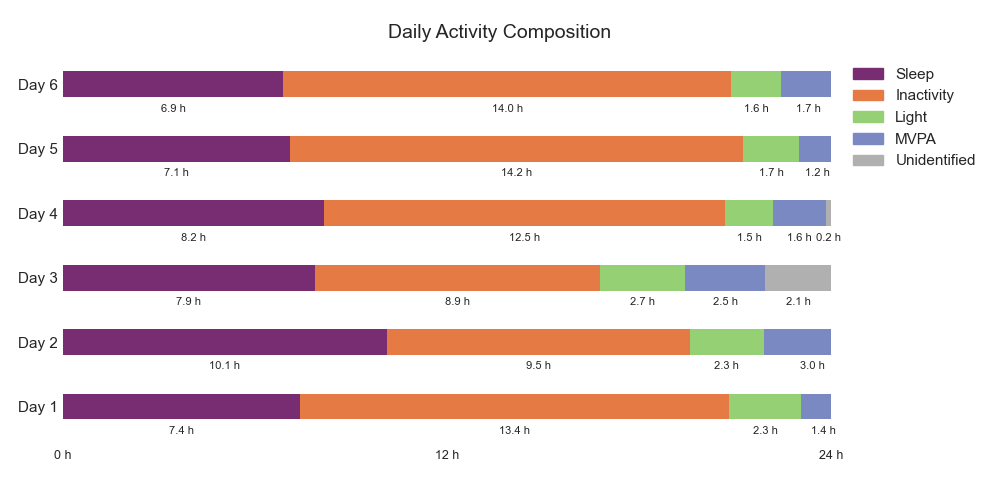 Daily Activity Composition
Day 6
6.9 h 14.0 h 1.6 h 1.7 h
Day 5
7.1 h 14.2 h 1.7 h 1.2 h
Day 4
8.2 h 12.5 h 1.5 h 1.6 h 0.2 h
Day 3
7.9 h 8.9 h 2.7 h 2.5 h 2.1 h
Day 2
10.1 h 9.5 h 2.3 h 3.0 h
Day 1
7.4 h 13.4 h 2.3 h 1.4 h
0 h 12 h 24 h
Sleep
Inactivity
Light
MVPA
Unidentified